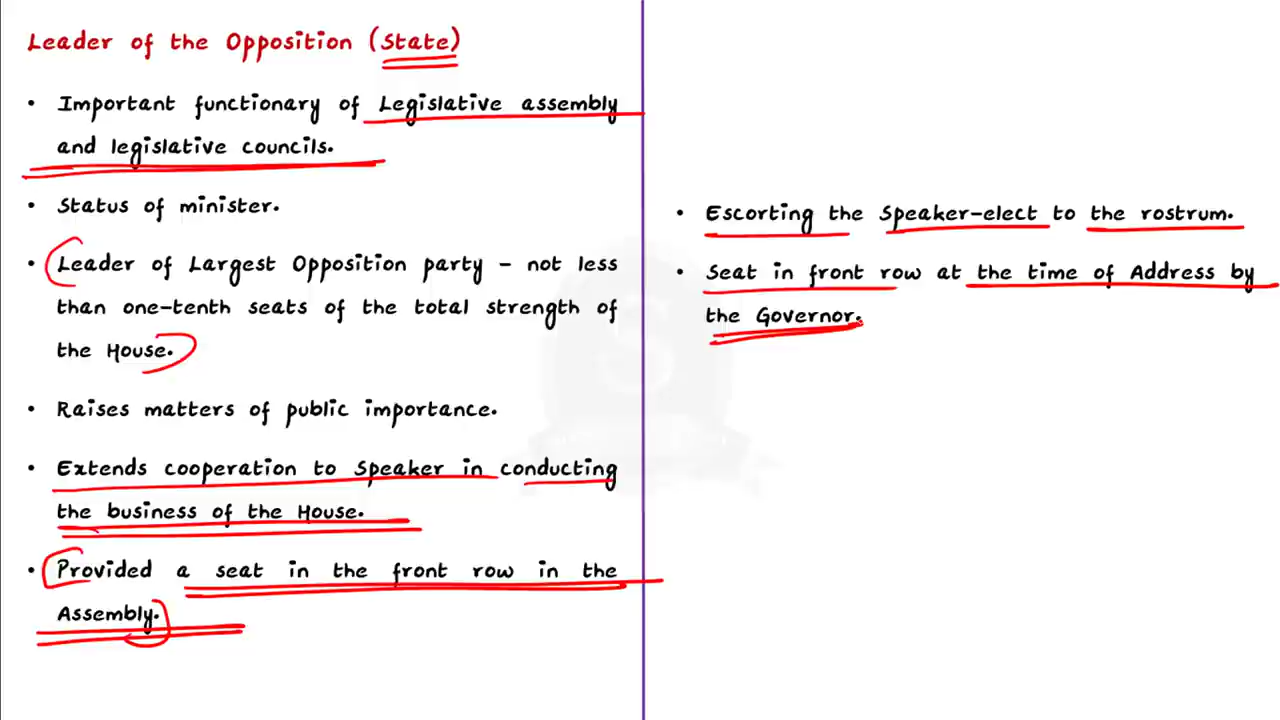 Leader of the Opposition (State)
• Important functionary of Legislative assembly
and legislative councils.
• Status of minister.
• Leader of Largest Opposition party – not less
than one-tenth seats of the total strength of
the House.
• Raises matters of public importance.
• Extends cooperation to Speaker in conducting
the business of the House.
• Provided a seat in the front row in the
Assembly.
• Escorting the Speaker-elect to the rostrum.
• Seat in front row at the time of Address by
the Governor.